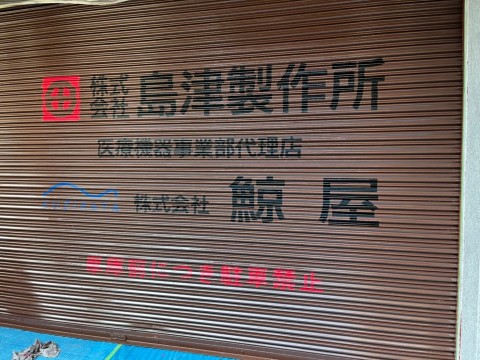 株式会社 島津製作所
医療機器事業部代理店
株式会社 鯨屋
車庫前につき駐車禁止